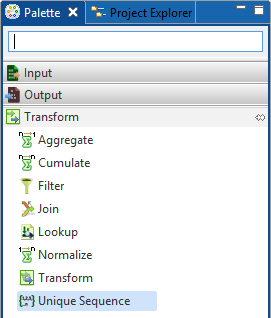 Palette
Project Explorer
Input
Output
Transform
Aggregate
Cumulate
Filter
Join
Lookup
Normalize
Transform
Unique Sequence